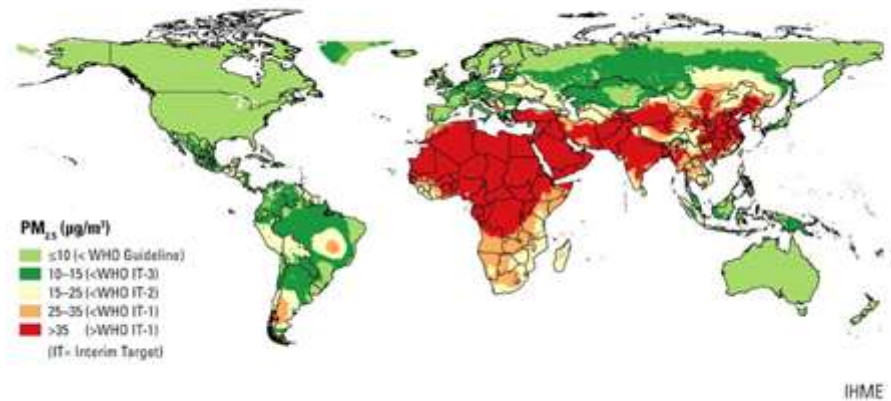 PM2.5 (µg/m³)
≤10 (< WHO Guideline)
10–15 (<WHO IT-3)
15–25 (<WHO IT-2)
25–35 (<WHO IT-1)
>35 (>WHO IT-1)
(IT= Interim Target)
IHME